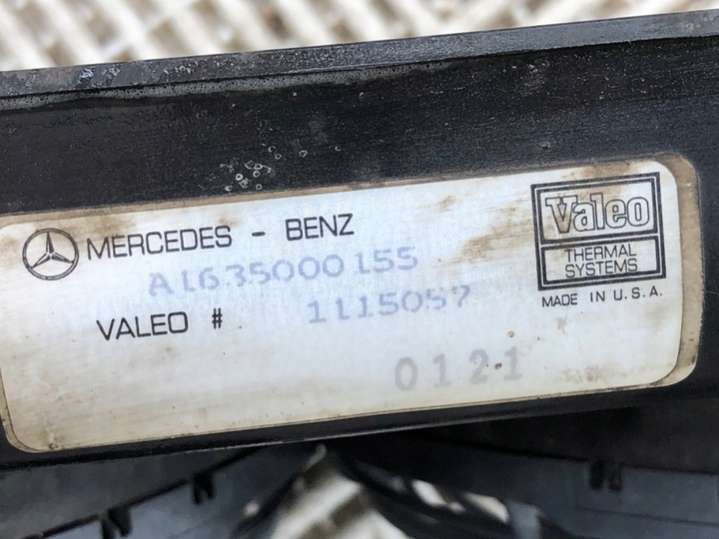 MERCEDES - BENZ
A1635000155
VALEO # 1115057
0121
Valeo
THERMAL
SYSTEMS
MADE IN U.S.A.